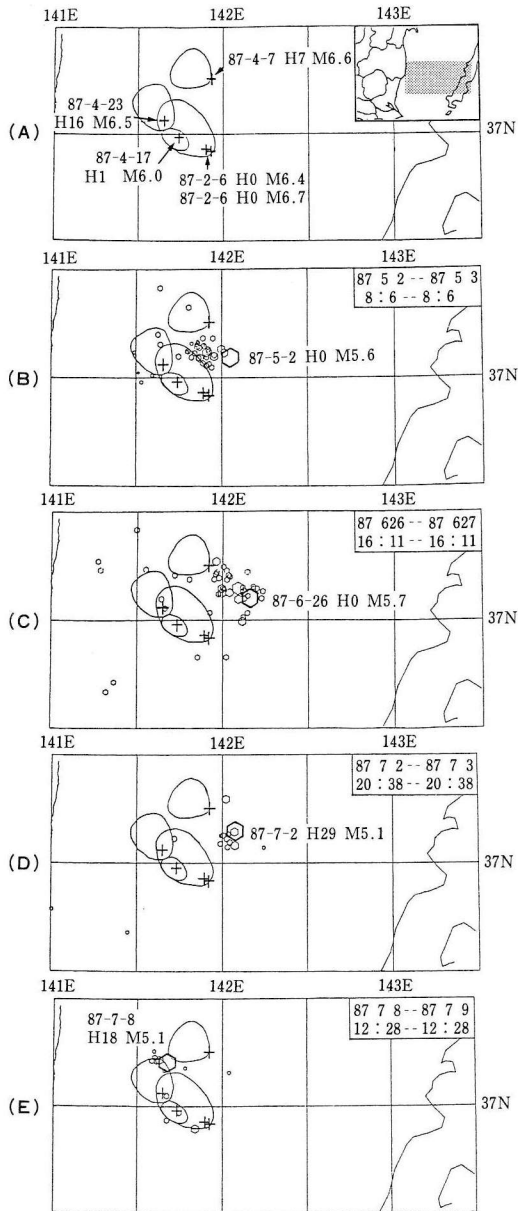 141E 142E 143E
87-4-7 H7 M6.6
87-4-23
H16 M6.5
(A)
37N
87-4-17
H1 M6.0
87-2-6 H0 M6.4
87-2-6 H0 M6.7
141E 142E 143E
87 5 2 -- 87 5 3
8 : 6 -- 8 : 6
(B)
87-5-2 H0 M5.6
37N
141E 142E 143E
87 626 -- 87 627
16 : 11 -- 16 : 11
(C)
87-6-26 H0 M5.7
37N
141E 142E 143E
87 7 2 -- 87 7 3
20 : 38 -- 20 : 38
(D)
87-7-2 H29 M5.1
37N
141E 142E 143E
87-7-8
H18 M5.1
87 7 8 -- 87 7 9
12 : 28 -- 12 : 28
(E)
37N